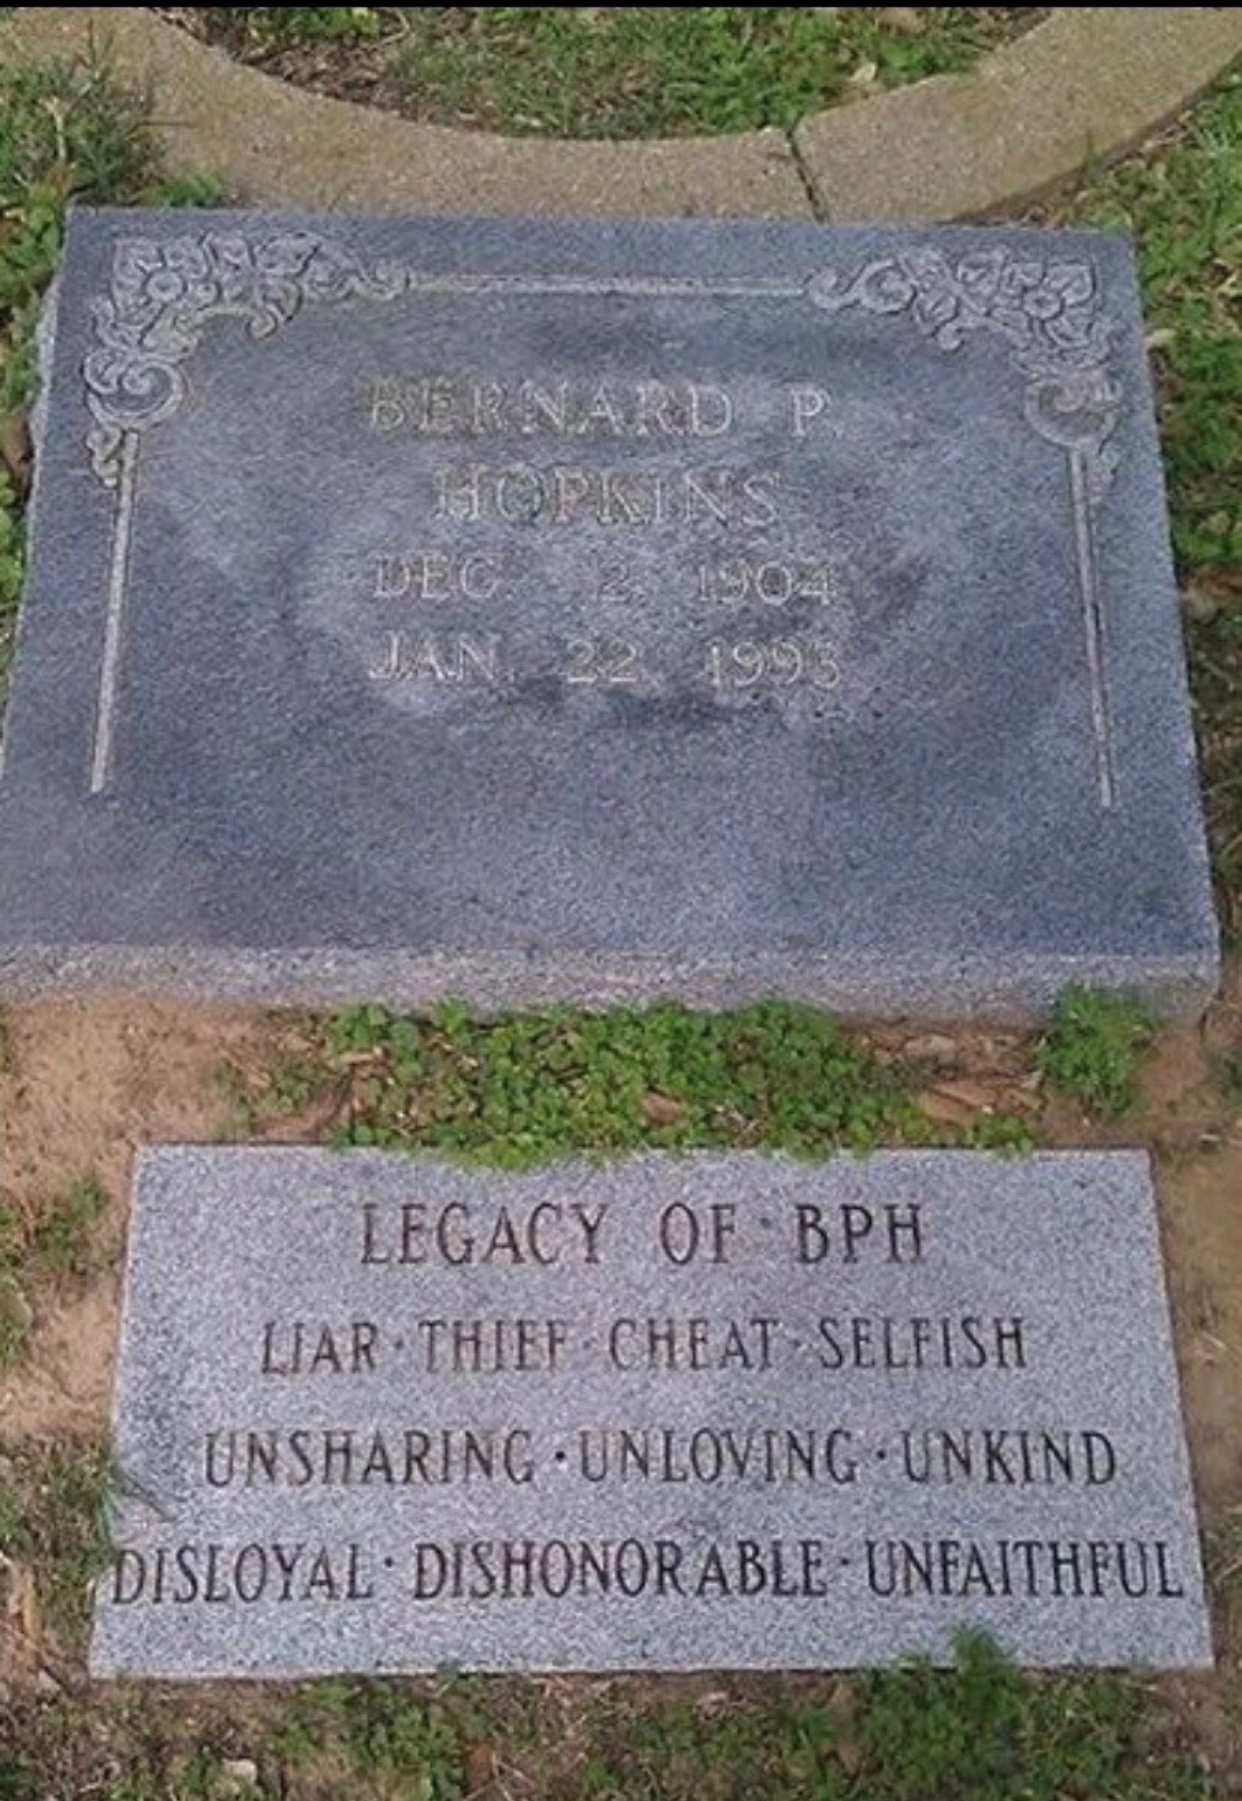 BERNARD P.
HOPKINS
DEC. 2, 1904
JAN. 22, 1993
LEGACY OF BPH
LIAR · THIEF · CHEAT · SELFISH
UNSHARING · UNLOVING · UNKIND
DISLOYAL · DISHONORABLE · UNFAITHFUL